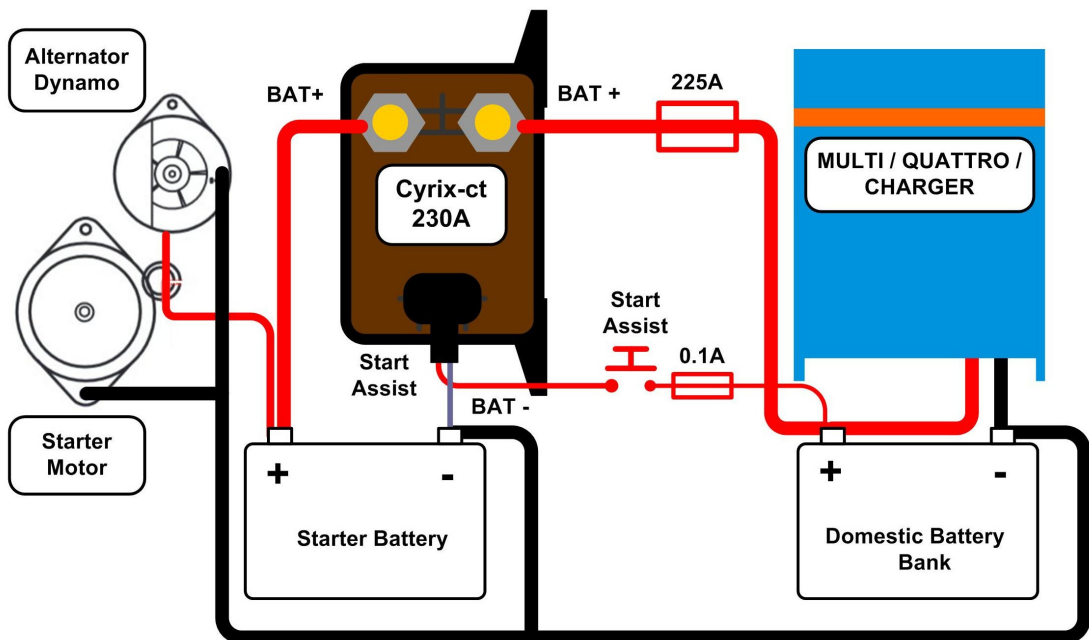 Alternator
Dynamo
BAT+
BAT +
225A
MULTI / QUATTRO /
CHARGER
Cyrix-ct
230A
Start
Assist
0.1A
Start
Assist
BAT -
Starter
Motor
+
-
Starter Battery
+
-
Domestic Battery
Bank